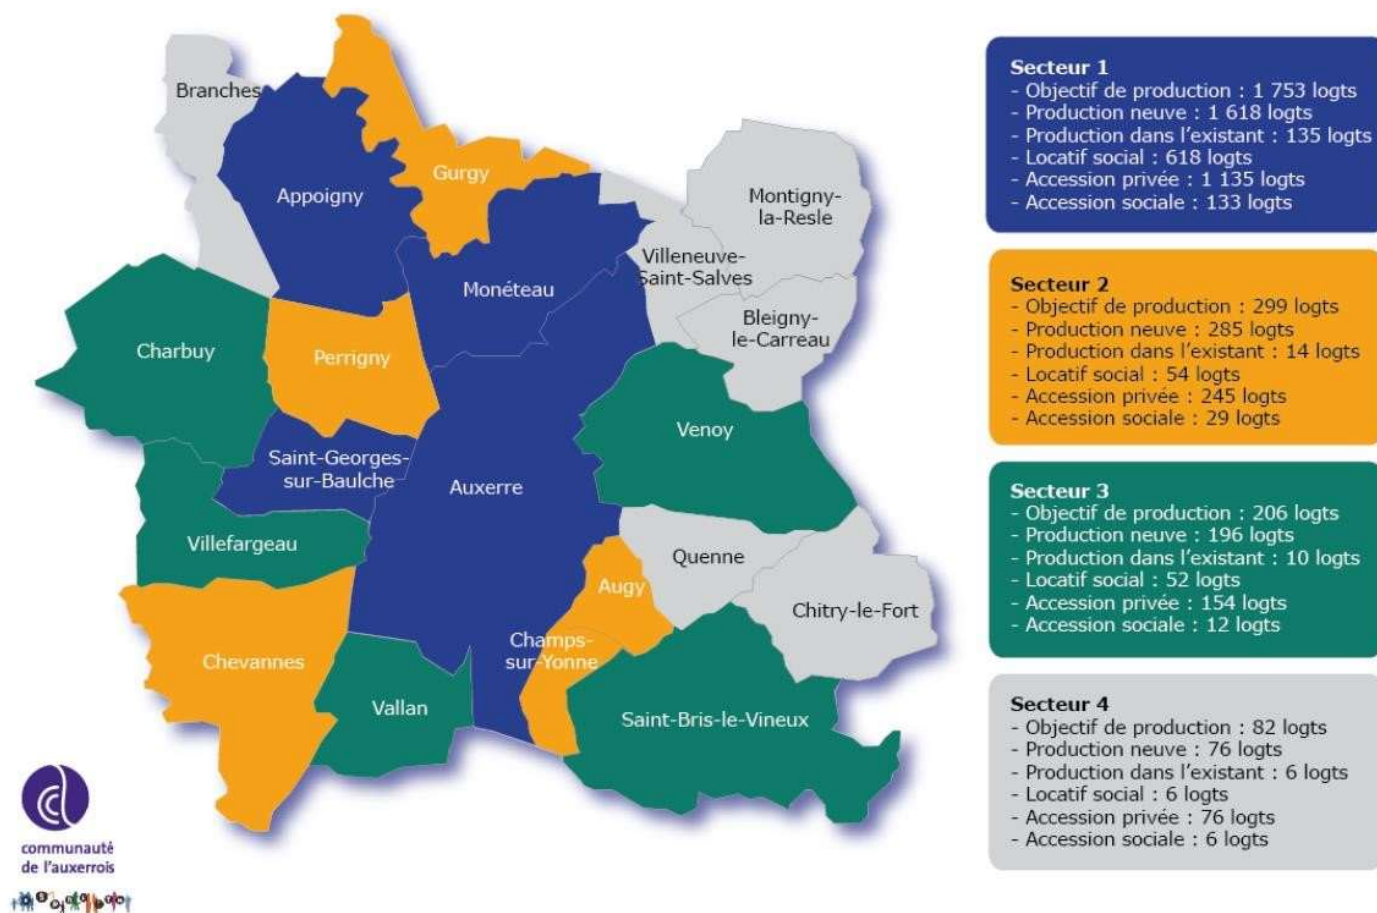 Branches
Appoigny
Gurgy
Montigny-
la-Resle
Villeneuve-
Saint-Salves
Monéteau
Bleigny-
le-Carreau
Charbuy
Perrigny
Venoy
Saint-Georges-
sur-Baulche
Auxerre
Villefargeau
Quenne
Augy
Chitry-le-Fort
Champs-
sur-Yonne
Chevannes
Vallan
Saint-Bris-le-Vineux
communauté
de l'auxerrois
Secteur 1
- Objectif de production : 1 753 logts
- Production neuve : 1 618 logts
- Production dans l'existant : 135 logts
- Locatif social : 618 logts
- Accession privée : 1 135 logts
- Accession sociale : 133 logts
Secteur 2
- Objectif de production : 299 logts
- Production neuve : 285 logts
- Production dans l'existant : 14 logts
- Locatif social : 54 logts
- Accession privée : 245 logts
- Accession sociale : 29 logts
Secteur 3
- Objectif de production : 206 logts
- Production neuve : 196 logts
- Production dans l'existant : 10 logts
- Locatif social : 52 logts
- Accession privée : 154 logts
- Accession sociale : 12 logts
Secteur 4
- Objectif de production : 82 logts
- Production neuve : 76 logts
- Production dans l'existant : 6 logts
- Locatif social : 6 logts
- Accession privée : 76 logts
- Accession sociale : 6 logts